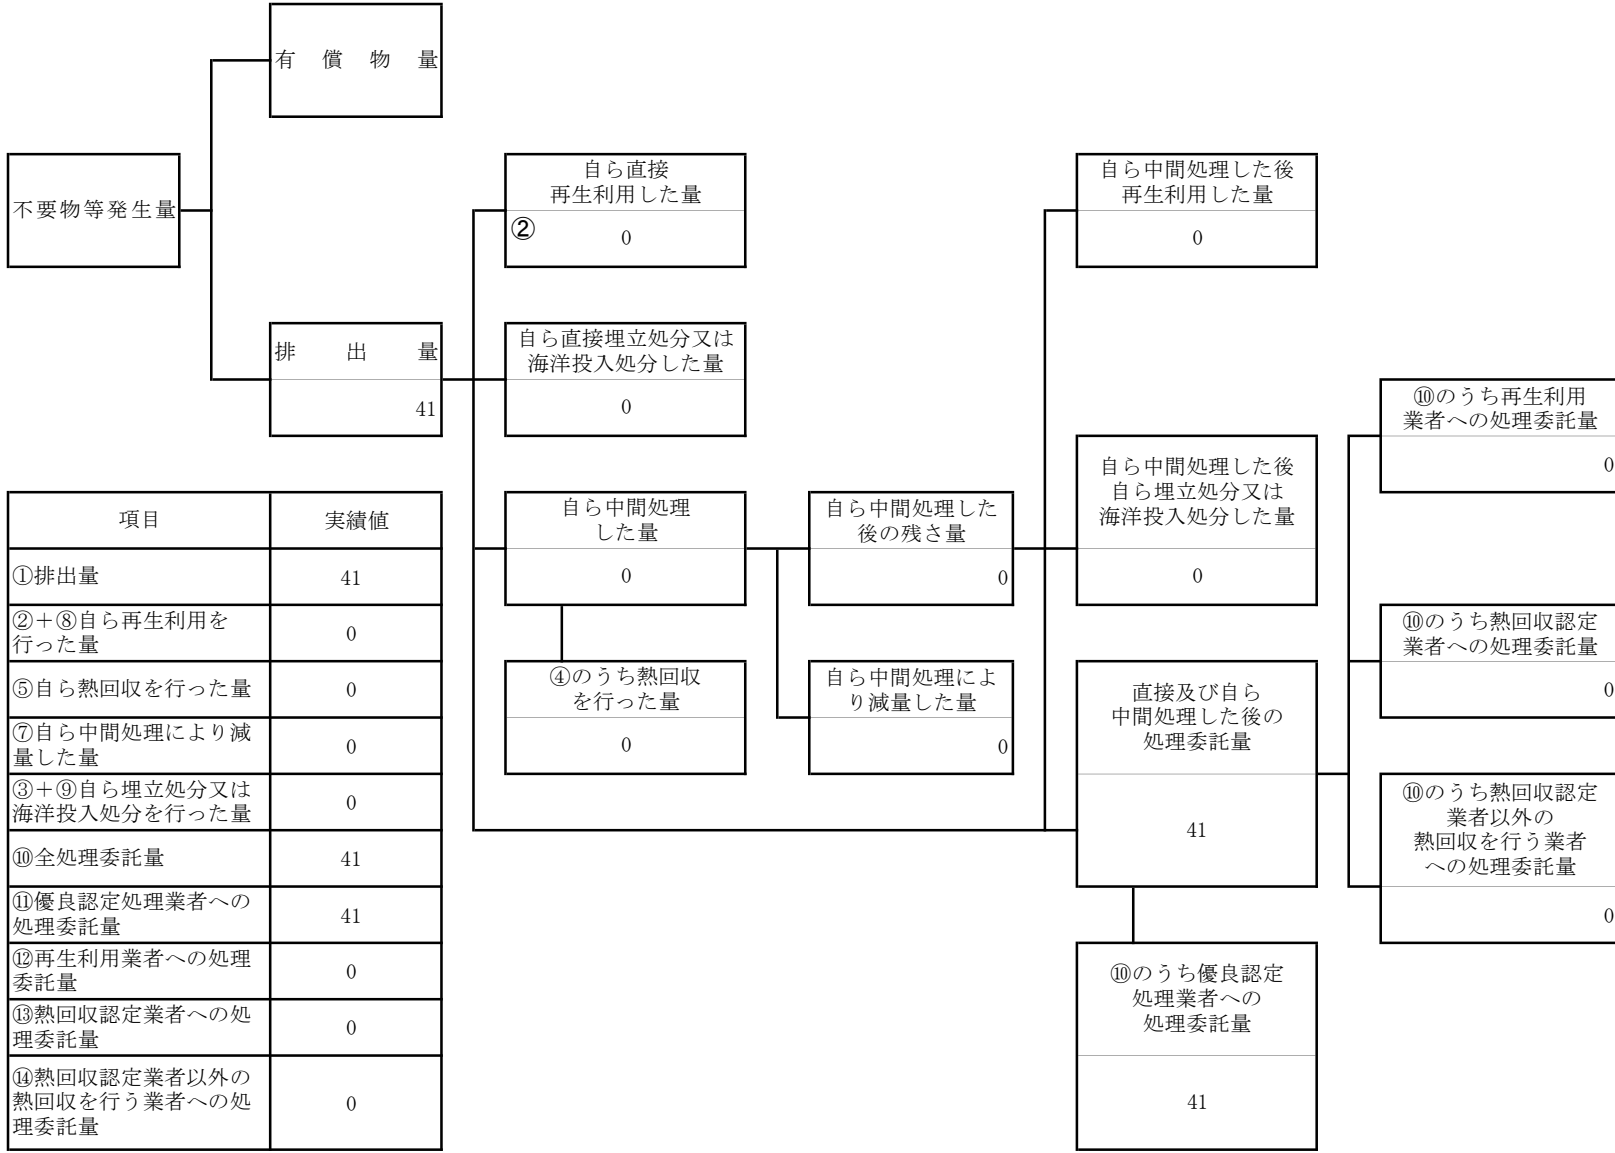 有償物量
不要物等発生量
排出量
41
自ら直接
再生利用した量
②
0
自ら直接埋立処分又は
海洋投入処分した量
0
自ら中間処理
した量
0
④のうち熱回収
を行った量
0
自ら中間処理した
後の残さ量
0
自ら中間処理によ
り減量した量
0
自ら中間処理した後
再生利用した量
0
自ら中間処理した後
自ら埋立処分又は
海洋投入処分した量
0
直接及び自ら
中間処理した後の
処理委託量
41
⑩のうち優良認定
処理業者への
処理委託量
41
⑩のうち再生利用
業者への処理委託量
0
⑩のうち熱回収認定
業者への処理委託量
0
⑩のうち熱回収認定
業者以外の
熱回収を行う業者
への処理委託量
0
項目 実績値
①排出量 41
②+⑧自ら再生利用を
行った量 0
⑤自ら熱回収を行った量 0
⑦自ら中間処理により減
量した量 0
③+⑨自ら埋立処分又は
海洋投入処分を行った量 0
⑩全処理委託量 41
⑪優良認定処理業者への
処理委託量 41
⑫再生利用業者への処理
委託量 0
⑬熱回収認定業者への処
理委託量 0
⑭熱回収認定業者以外の
熱回収を行う業者への処
理委託量 0